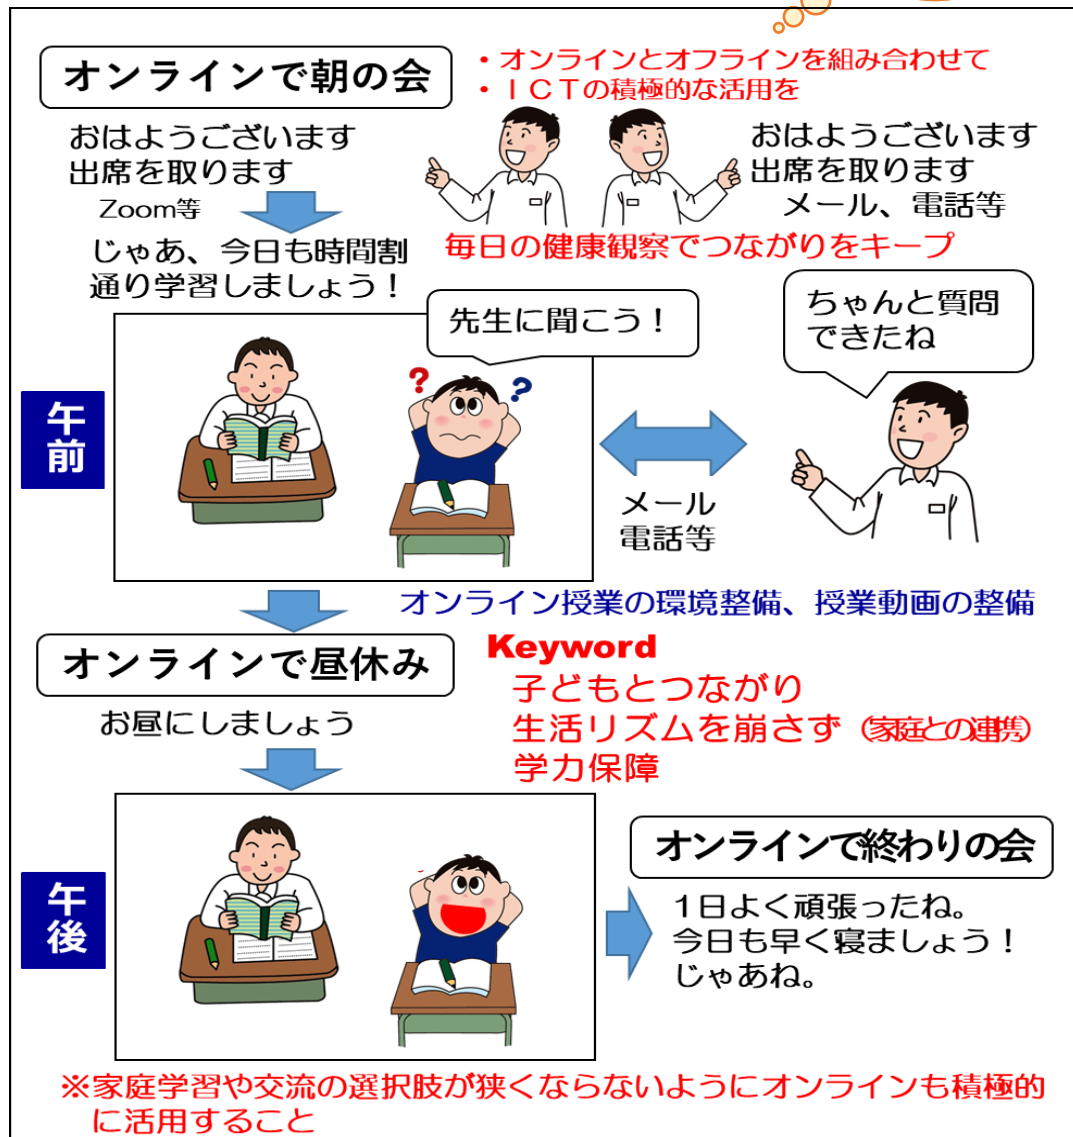 オンラインで朝の会
・オンラインとオフラインを組み合わせて
・ICTの積極的な活用を
おはようございます
出席を取ります
Zoom等
おはようございます
出席を取ります
メール、電話等
毎日の健康観察でつながりをキープ
じゃあ、今日も時間割
通り学習しましょう！
先生に聞こう！
ちゃんと質問
できたね
午前
?
?
メール
電話等
オンライン授業の環境整備、授業動画の整備
オンラインで昼休み
お昼にしましょう
Keyword
子どもとつながり
生活リズムを崩さず（家庭との連携）
学力保障
午後
オンラインで終わりの会
1日よく頑張ったね。
今日も早く寝ましょう！
じゃあね。
※家庭学習や交流の選択肢が狭くならないようにオンラインも積極的
に活用すること